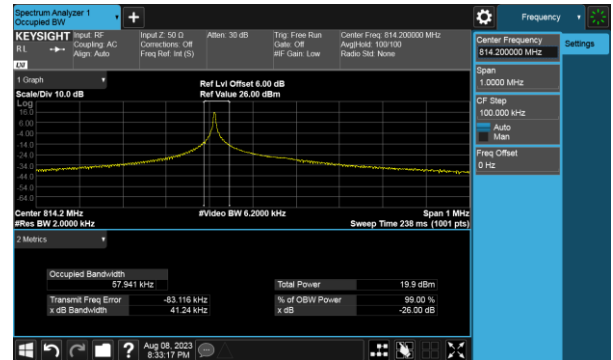 Spectrum Analyzer 1
Occupied BW
Frequency
KEYSIGHT
RL
Input: RF
Coupling: AC
Align: Auto
Input Z: 50 Ω
Corrections: Off
Freq Ref: Int (S)
Atten: 30 dB
Trig: Free Run
Gate: Off
#IF Gain: Low
Center Freq: 814.200000 MHz
Avg|Hold: 100/100
Radio Std: None
Center Frequency
814.200000 MHz
Settings
Span
1.0000 MHz
CF Step
100.000 kHz
Auto
Man
Freq Offset
0 Hz
1 Graph
Scale/Div 10.0 dB
Ref Lvl Offset 6.00 dB
Ref Value 26.00 dBm
Log
16.0
6.00
-4.00
-14.0
-24.0
-34.0
-44.0
-54.0
-64.0
Center 814.2 MHz
#Video BW 6.2000 kHz
Span 1 MHz
#Res BW 2.0000 kHz
Sweep Time 238 ms (1001 pts)
2 Metrics
Occupied Bandwidth
57.941 kHz
Total Power 19.9 dBm
Transmit Freq Error -83.116 kHz
% of OBW Power 99.00 %
x dB Bandwidth 41.24 kHz
x dB -26.00 dB
Aug 08, 2023
8:33:17 PM